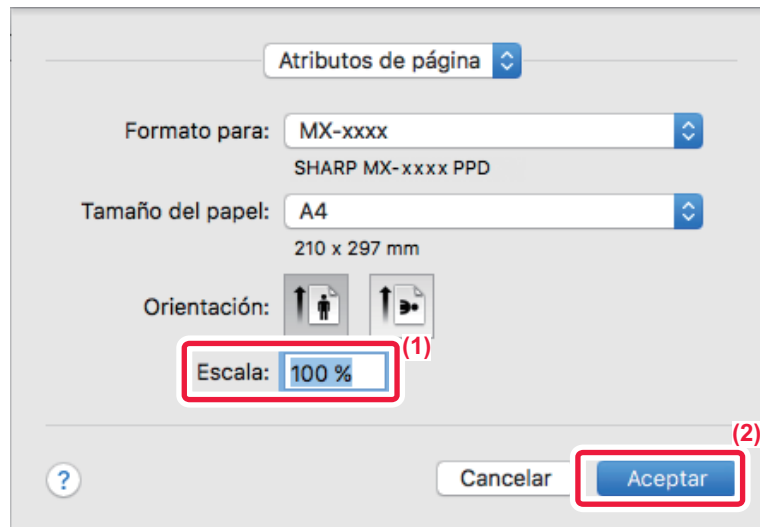 Atributos de página
Formato para: MX-xxxx
SHARP MX-xxxx PPD
Tamaño del papel: A4
210 x 297 mm
Orientación:
(1)
Escala: 100 %
(2)
? Cancelar Aceptar